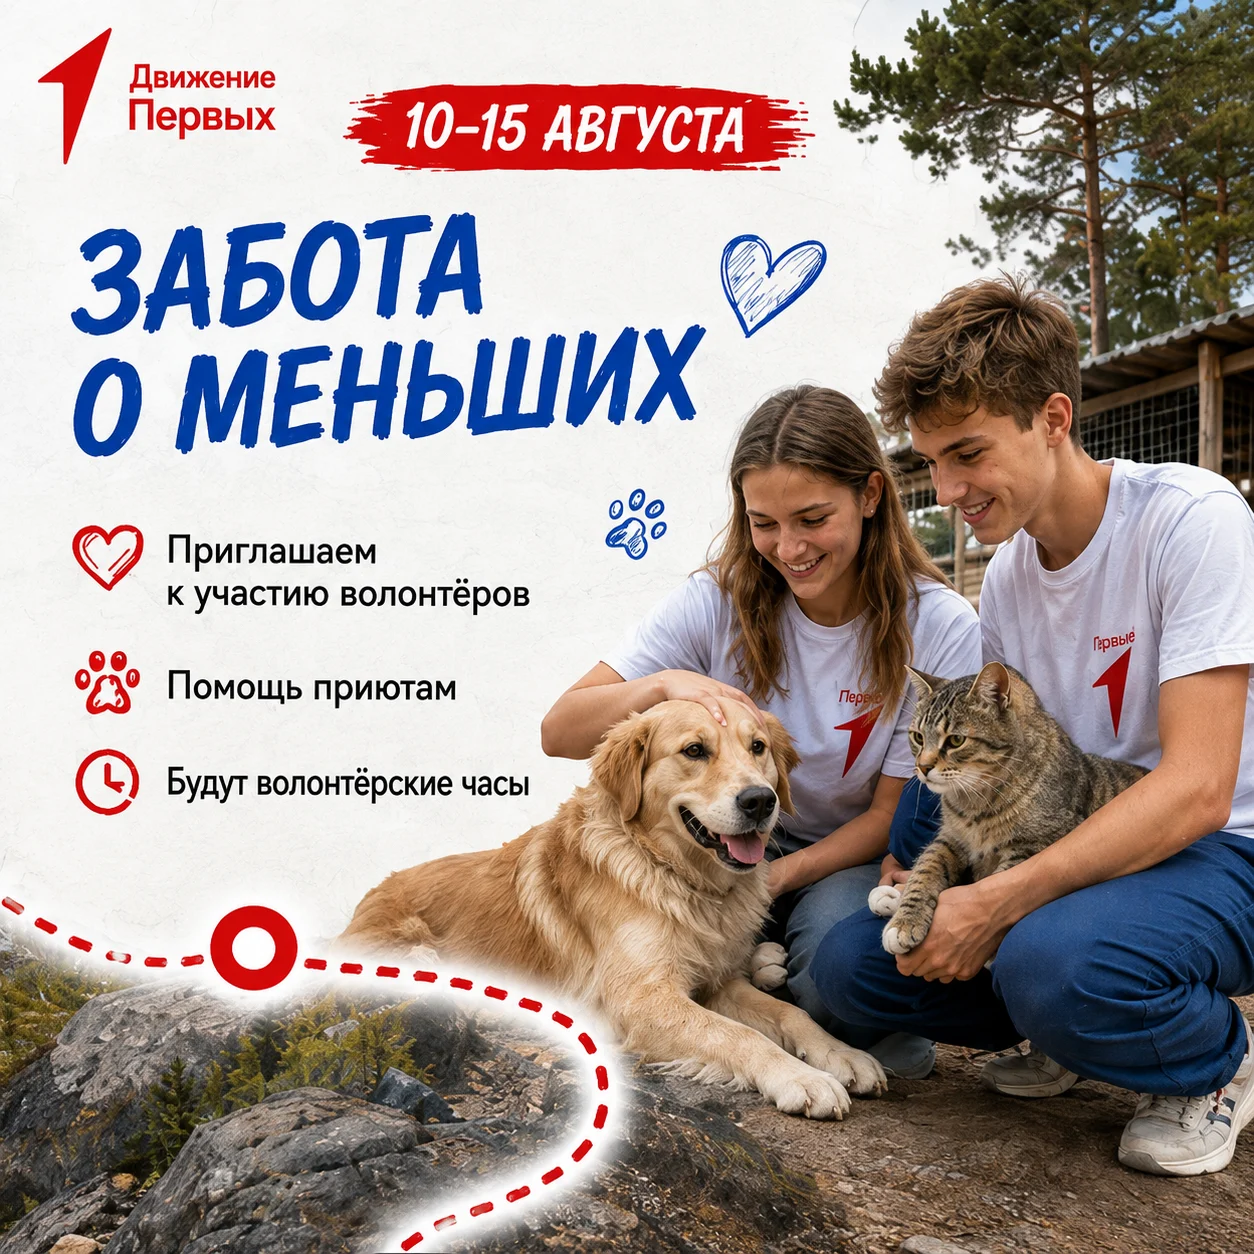 Движение
Первых
10-15 АВГУСТА
ЗАБОТА
О МЕНЬШИХ
Приглашаем
к участию волонтёров
Помощь приютам
Будут волонтёрские часы
Первые